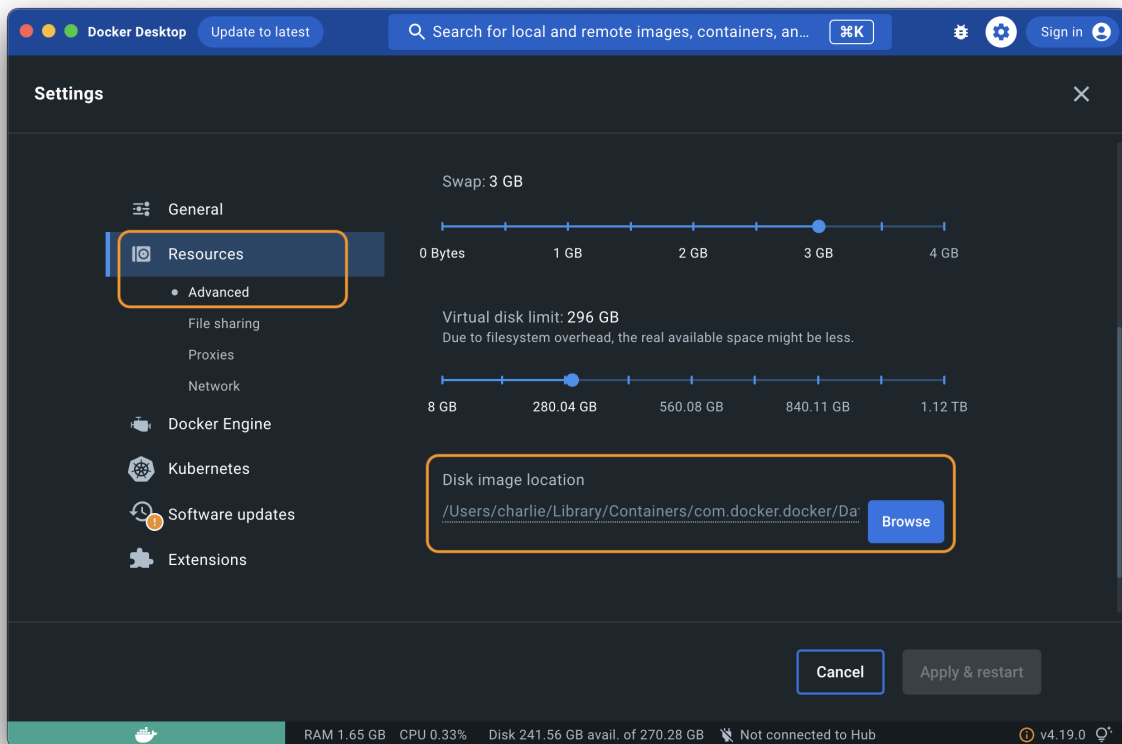 Docker Desktop
Update to latest
Search for local and remote images, containers, an...
⌘K
Sign in
Settings
General
Resources
Advanced
File sharing
Proxies
Network
Docker Engine
Kubernetes
Software updates
Extensions
Swap: 3 GB
0 Bytes 1 GB 2 GB 3 GB 4 GB
Virtual disk limit: 296 GB
Due to filesystem overhead, the real available space might be less.
8 GB 280.04 GB 560.08 GB 840.11 GB 1.12 TB
Disk image location
/Users/charlie/Library/Containers/com.docker.docker/Da
Browse
Cancel
Apply & restart
RAM 1.65 GB CPU 0.33% Disk 241.56 GB avail. of 270.28 GB Not connected to Hub v4.19.0